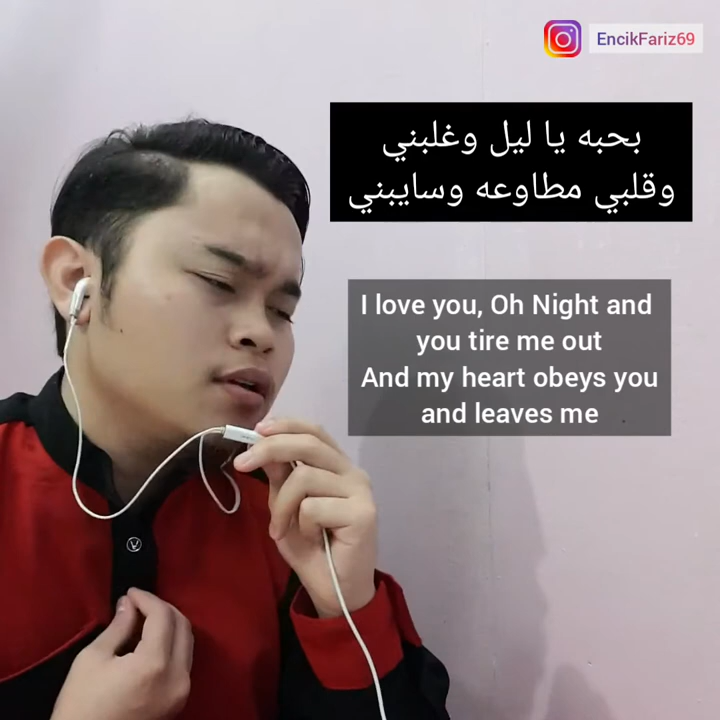 EncikFariz69
بحبه يا ليل وغلبني
وقلبي مطاوعه وسايبني
I love you, Oh Night and
you tire me out
And my heart obeys you
and leaves me